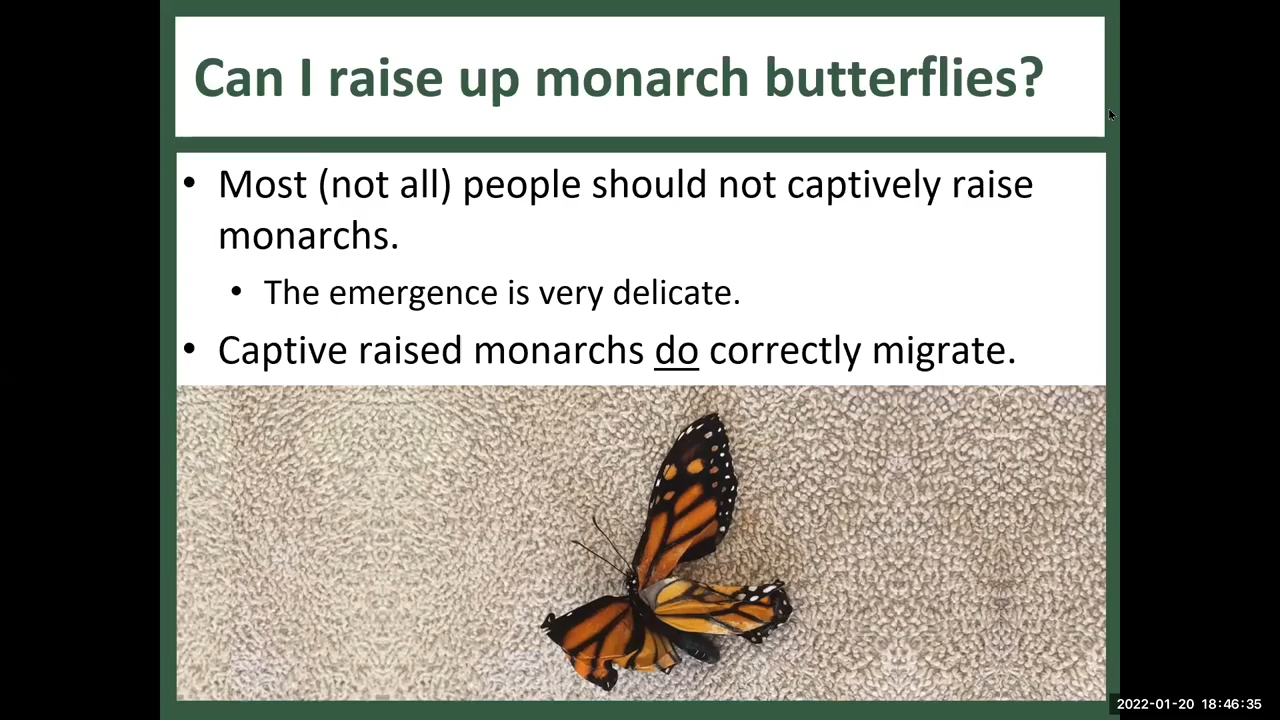 Can I raise up monarch butterflies?
• Most (not all) people should not captively raise
monarchs.
• The emergence is very delicate.
• Captive raised monarchs do correctly migrate.
2022-01-20 18:46:35